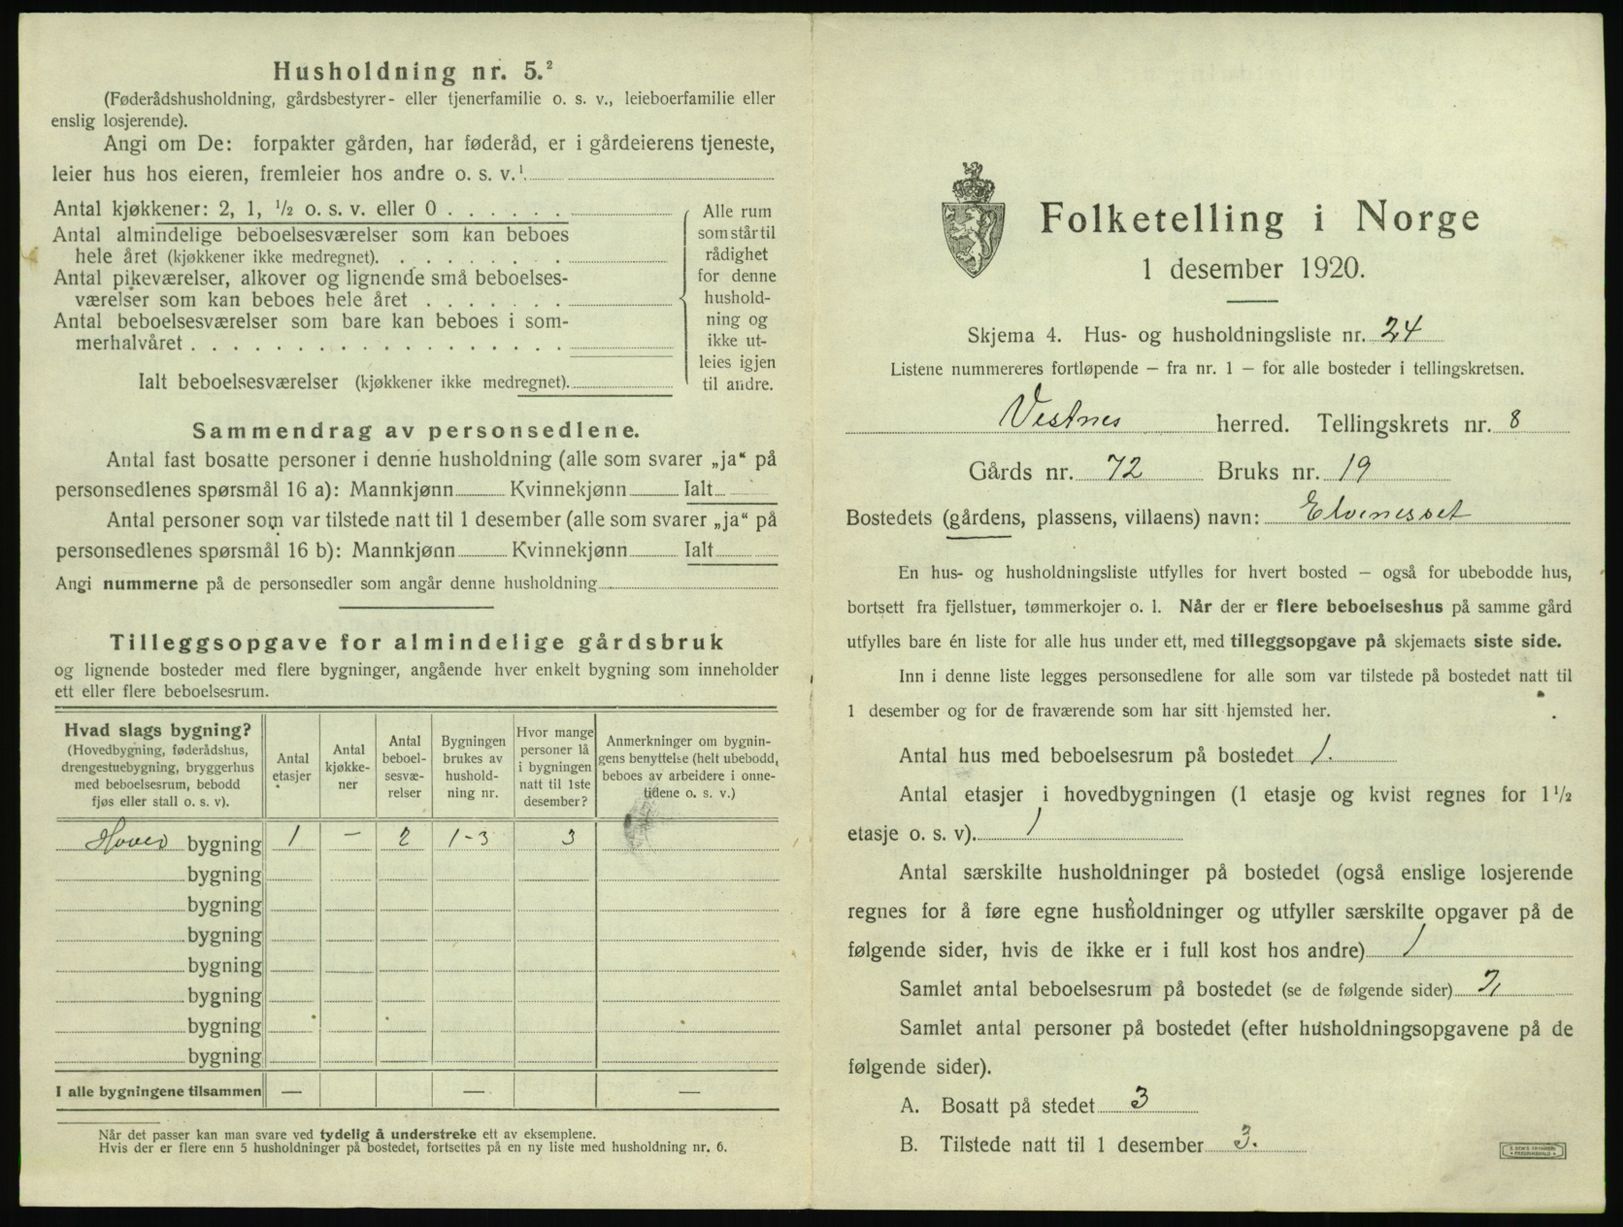 Husholdning nr. 5.²
(Føderådshusholdning, gårdsbestyrer- eller tjenerfamilie o. s. v., leieboerfamilie eller
enslig losjerende).
Angi om De: forpakter gården, har føderåd, er i gårdeierens tjeneste,
leier hus hos eieren, fremleier hos andre o. s. v.¹
Antal kjøkkener: 2, 1, ½ o. s. v. eller 0 . . . . . .
Antal almindelige beboelsesværelser som kan beboes
hele året (kjøkkener ikke medregnet). . . . . . . .
Antal pikeværelser, alkover og lignende små beboelses-
værelser som kan beboes hele året . . . . . . .
Antal beboelsesværelser som bare kan beboes i som-
merhalvåret . . . . . . . . . . . . . . . . .
Ialt beboelsesværelser (kjøkkener ikke medregnet).
Alle rum
som står til
rådighet
for denne
hushold-
ning og
ikke ut-
leies igjen
til andre.
Sammendrag av personsedlene.
Antal fast bosatte personer i denne husholdning (alle som svarer „ja“ på
personsedlenes spørsmål 16 a): Mannkjønn Kvinnekjønn Ialt
Antal personer som var tilstede natt til 1 desember (alle som svarer „ja“ på
personsedlenes spørsmål 16 b): Mannkjønn Kvinnekjønn Ialt
Angi nummerne på de personsedler som angår denne husholdning
Tilleggsopgave for almindelige gårdsbruk
og lignende bosteder med flere bygninger, angående hver enkelt bygning som inneholder
ett eller flere beboelsesrum.
Hvad slags bygning?
(Hovedbygning, føderådshus,
drengestuebygning, bryggerhus
med beboelsesrum, bebodd
fjøs eller stall o. s. v).
Antal
etasjer
Antal
kjøkke-
ner
Antal
beboel-
sesvæ-
relser
Bygningen
brukes av
hushold-
ning nr.
Hvor mange
personer lå
i bygningen
natt til 1ste
desember?
Anmerkninger om bygnin-
gens benyttelse (helt ubebodd,
beboes av arbeidere i onne-
tidene o. s. v.)
Hoved bygning 1 – 2 1-3 3
bygning
bygning
bygning
bygning
bygning
bygning
bygning
I alle bygningene tilsammen — — —
Når det passer kan man svare ved tydelig å understreke ett av eksemplene.
Hvis der er flere enn 5 husholdninger på bostedet, fortsettes på en ny liste med husholdning nr. 6.
Folketelling i Norge
1 desember 1920.
Skjema 4. Hus- og husholdningsliste nr. 24
Listene nummereres fortløpende – fra nr. 1 – for alle bosteder i tellingskretsen.
Vestnes herred. Tellingskrets nr. 8
Gårds nr. 72 Bruks nr. 19
Bostedets (gårdens, plassens, villaens) navn: Elvenesset
En hus- og husholdningsliste utfylles for hvert bosted – også for ubebodde hus,
bortsett fra fjellstuer, tømmerkojer o. l. Når der er flere beboelseshus på samme gård
utfylles bare én liste for alle hus under ett, med tilleggsopgave på skjemaets siste side.
Inn i denne liste legges personsedlene for alle som var tilstede på bostedet natt til
1 desember og for de fraværende som har sitt hjemsted her.
Antal hus med beboelsesrum på bostedet 1.
Antal etasjer i hovedbygningen (1 etasje og kvist regnes for 1½
etasje o. s. v). 1
Antal særskilte husholdninger på bostedet (også enslige losjerende
regnes for å føre egne husholdninger og utfyller særskilte opgaver på de
følgende sider, hvis de ikke er i full kost hos andre) 1
Samlet antal beboelsesrum på bostedet (se de følgende sider)
Samlet antal personer på bostedet (efter husholdningsopgavene på de
følgende sider).
A. Bosatt på stedet 3
B. Tilstede natt til 1 desember 3.